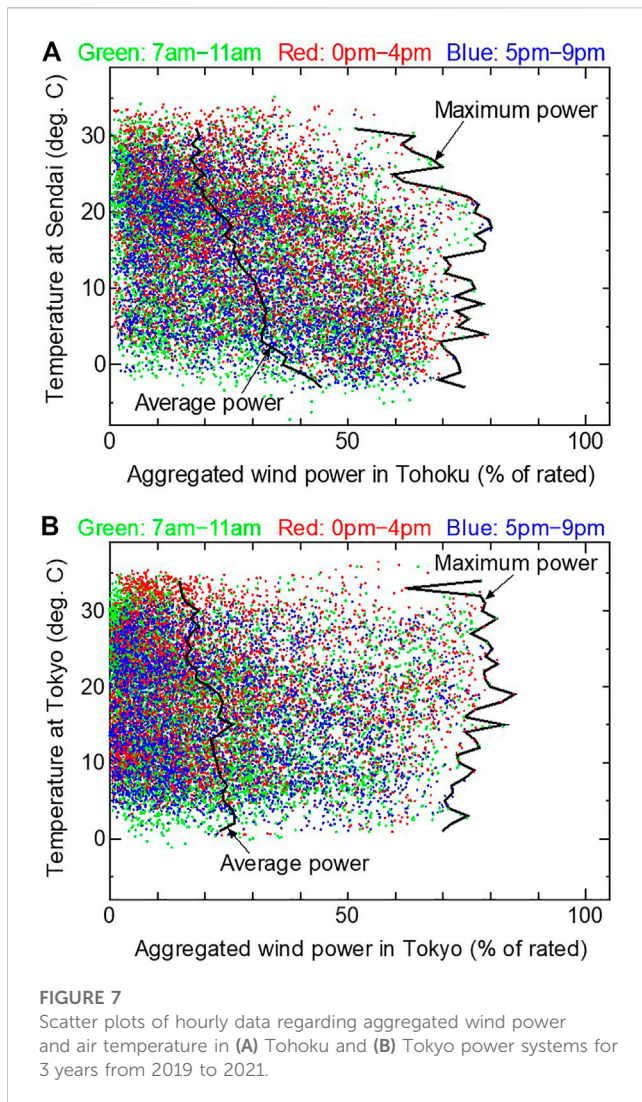 A
Green: 7am–11am Red: 0pm–4pm Blue: 5pm–9pm
Temperature at Sendai (deg. C)
30
20
10
0
Maximum power
Average power
0 50 100
Aggregated wind power in Tohoku (% of rated)
B
Green: 7am–11am Red: 0pm–4pm Blue: 5pm–9pm
Temperature at Tokyo (deg. C)
30
20
10
0
Maximum power
Average power
0 50 100
Aggregated wind power in Tokyo (% of rated)
FIGURE 7
Scatter plots of hourly data regarding aggregated wind power
and air temperature in (A) Tohoku and (B) Tokyo power systems for
3 years from 2019 to 2021.